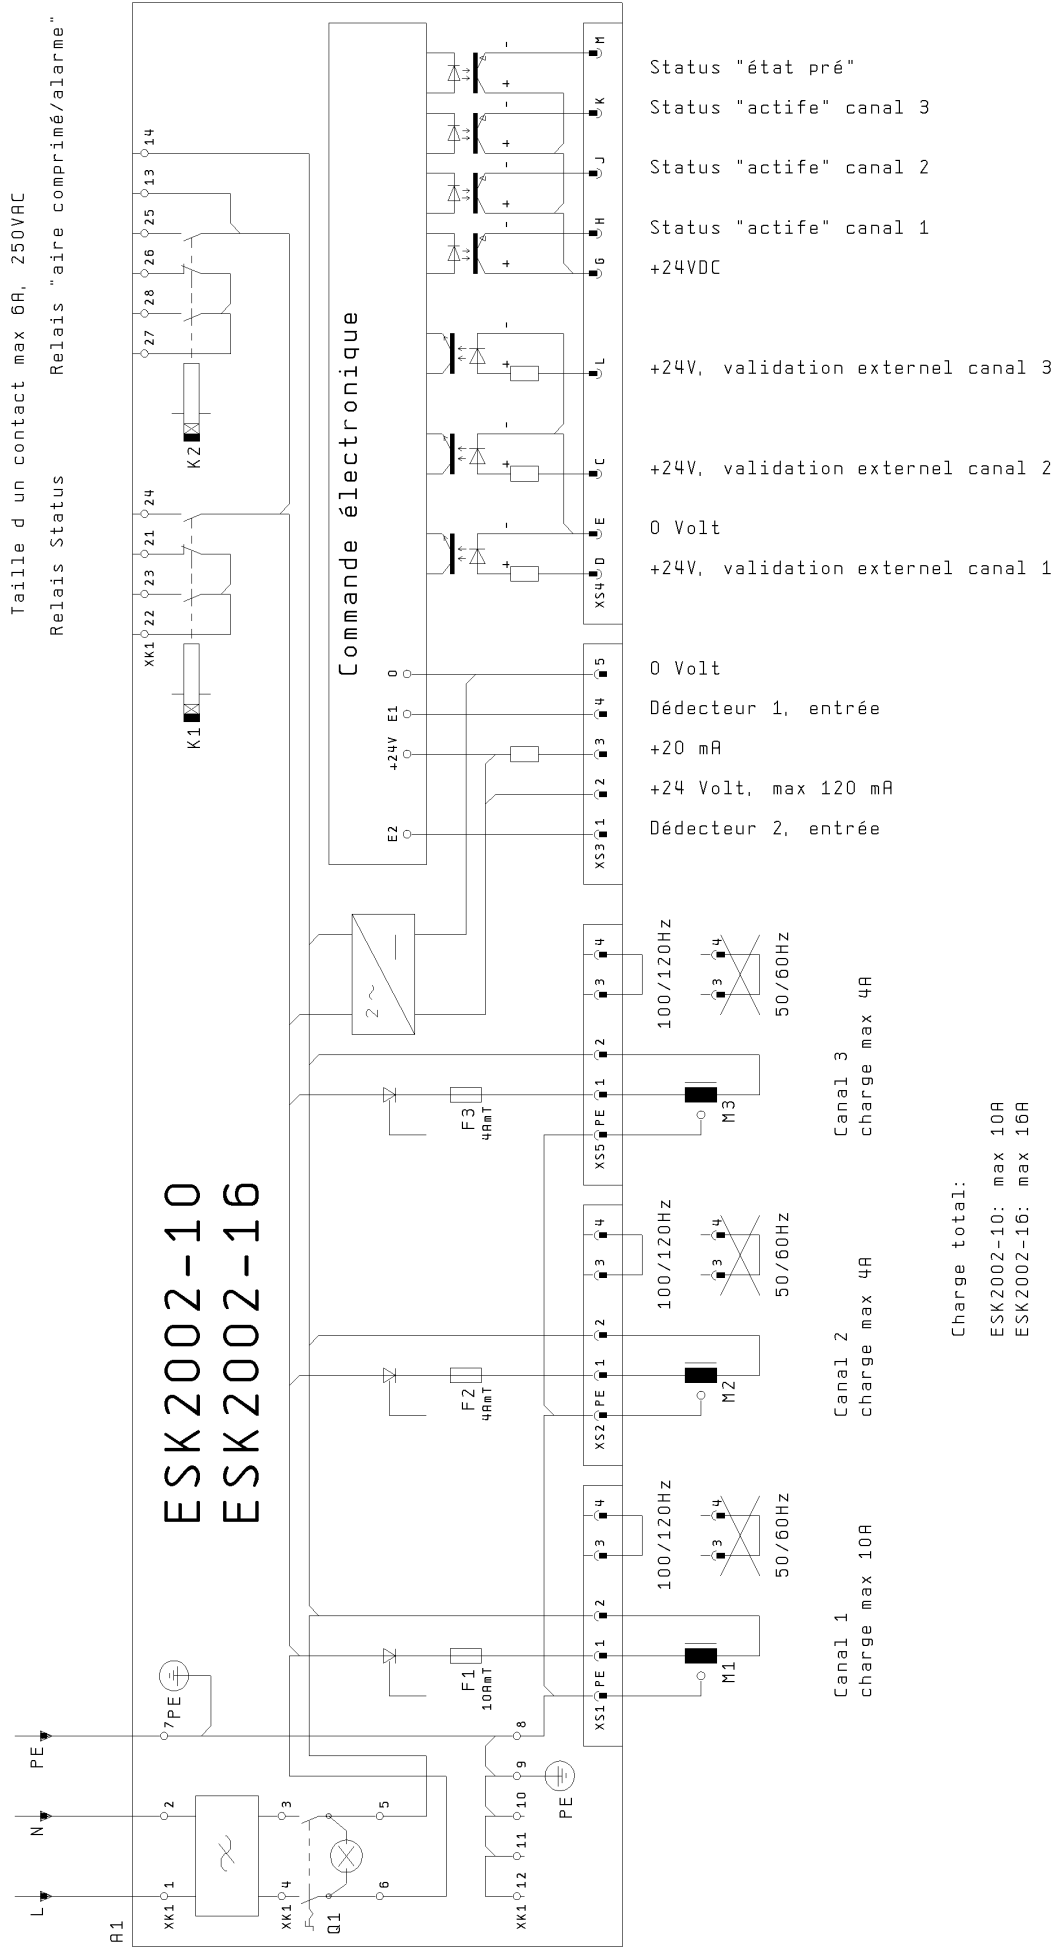 Taille d un contact max 6A, 250VAC
Relais Status
Relais "aire comprimé/alarme"
XK1 22 23 21 24
27 28 26 25 13 14
K1
K2
ESK2002-10
ESK2002-16
Commande électronique
E2
+24V
E1
0
XS4 D E C L G H J K M
+ -
+ -
+ -
+ -
+ -
+ -
+ -
Status "état pré"
Status "actife" canal 3
Status "actife" canal 2
Status "actife" canal 1
+24VDC
+24V, validation externel canal 3
+24V, validation externel canal 2
0 Volt
+24V, validation externel canal 1
XS3 1 2 3 4 5
0 Volt
Dédecteur 1, entrée
+20 mA
+24 Volt, max 120 mA
Dédecteur 2, entrée
2~
A1
L
N
PE
XK1 1
2
7
PE
XK1 4
3
Q1
6
5
XK1 12
11
10
9
8
PE
F1
10AmT
XS1 PE 1 2 3 4
M1
100/120Hz
3 4
50/60Hz
Canal 1
charge max 10A
F2
4AmT
XS2 PE 1 2 3 4
M2
100/120Hz
3 4
50/60Hz
Canal 2
charge max 4A
F3
4AmT
XS5 PE 1 2 3 4
M3
100/120Hz
3 4
50/60Hz
Canal 3
charge max 4A
Charge total:
ESK2002-10: max 10A
ESK2002-16: max 16A